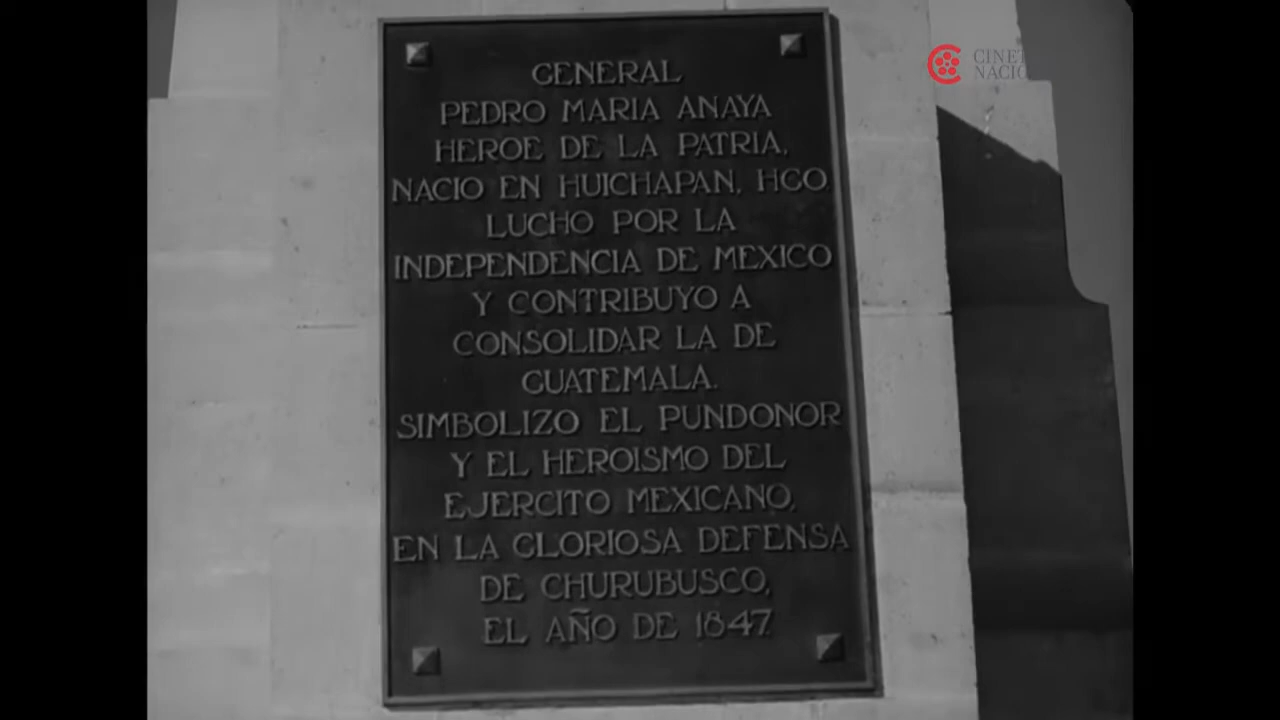 GENERAL
PEDRO MARIA ANAYA
HEROE DE LA PATRIA,
NACIO EN HUICHAPAN, HGO.
LUCHO POR LA
INDEPENDENCIA DE MEXICO
Y CONTRIBUYO A
CONSOLIDAR LA DE
GUATEMALA.
SIMBOLIZO EL PUNDONOR
Y EL HEROISMO DEL
EJERCITO MEXICANO,
EN LA GLORIOSA DEFENSA
DE CHURUBUSCO,
EL AÑO DE 1847.
CINET
NACIO